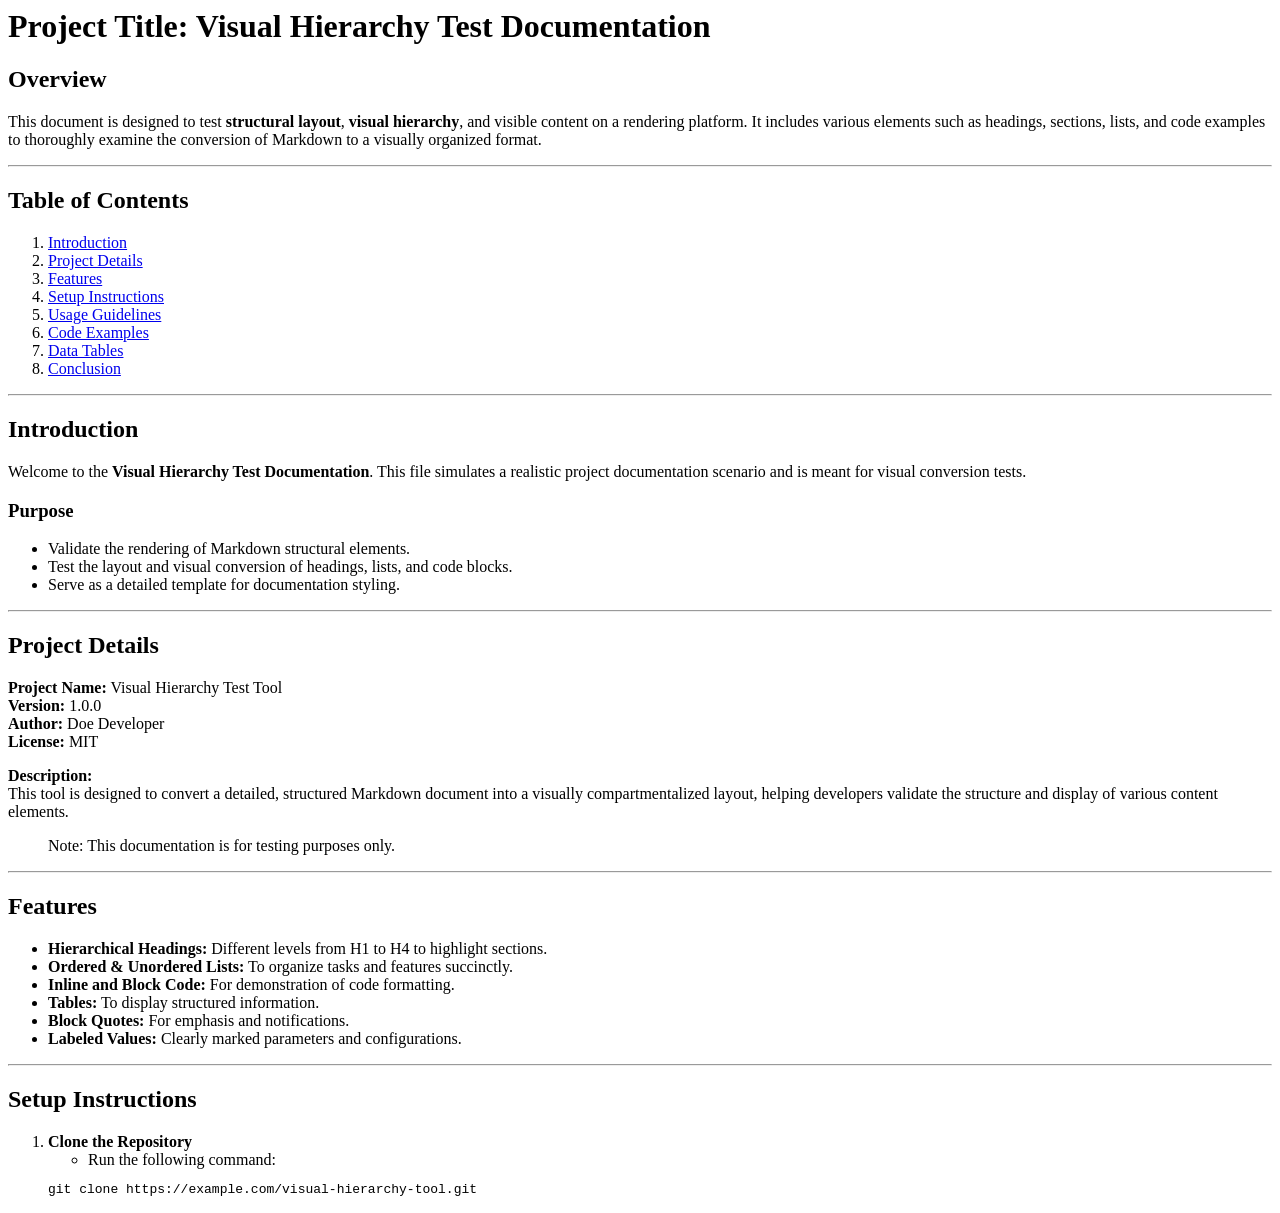 Project Title: Visual Hierarchy Test Documentation
Overview
This document is designed to test structural layout, visual hierarchy, and visible content on a rendering platform. It includes various elements such as headings, sections, lists, and code examples
to thoroughly examine the conversion of Markdown to a visually organized format.
Table of Contents
1. Introduction
2. Project Details
3. Features
4. Setup Instructions
5. Usage Guidelines
6. Code Examples
7. Data Tables
8. Conclusion
Introduction
Welcome to the Visual Hierarchy Test Documentation. This file simulates a realistic project documentation scenario and is meant for visual conversion tests.
Purpose
• Validate the rendering of Markdown structural elements.
• Test the layout and visual conversion of headings, lists, and code blocks.
• Serve as a detailed template for documentation styling.
Project Details
Project Name: Visual Hierarchy Test Tool
Version: 1.0.0
Author: Doe Developer
License: MIT
Description:
This tool is designed to convert a detailed, structured Markdown document into a visually compartmentalized layout, helping developers validate the structure and display of various content
elements.
Note: This documentation is for testing purposes only.
Features
• Hierarchical Headings: Different levels from H1 to H4 to highlight sections.
• Ordered & Unordered Lists: To organize tasks and features succinctly.
• Inline and Block Code: For demonstration of code formatting.
• Tables: To display structured information.
• Block Quotes: For emphasis and notifications.
• Labeled Values: Clearly marked parameters and configurations.
Setup Instructions
1. Clone the Repository
◦ Run the following command:
git clone https://example.com/visual-hierarchy-tool.git